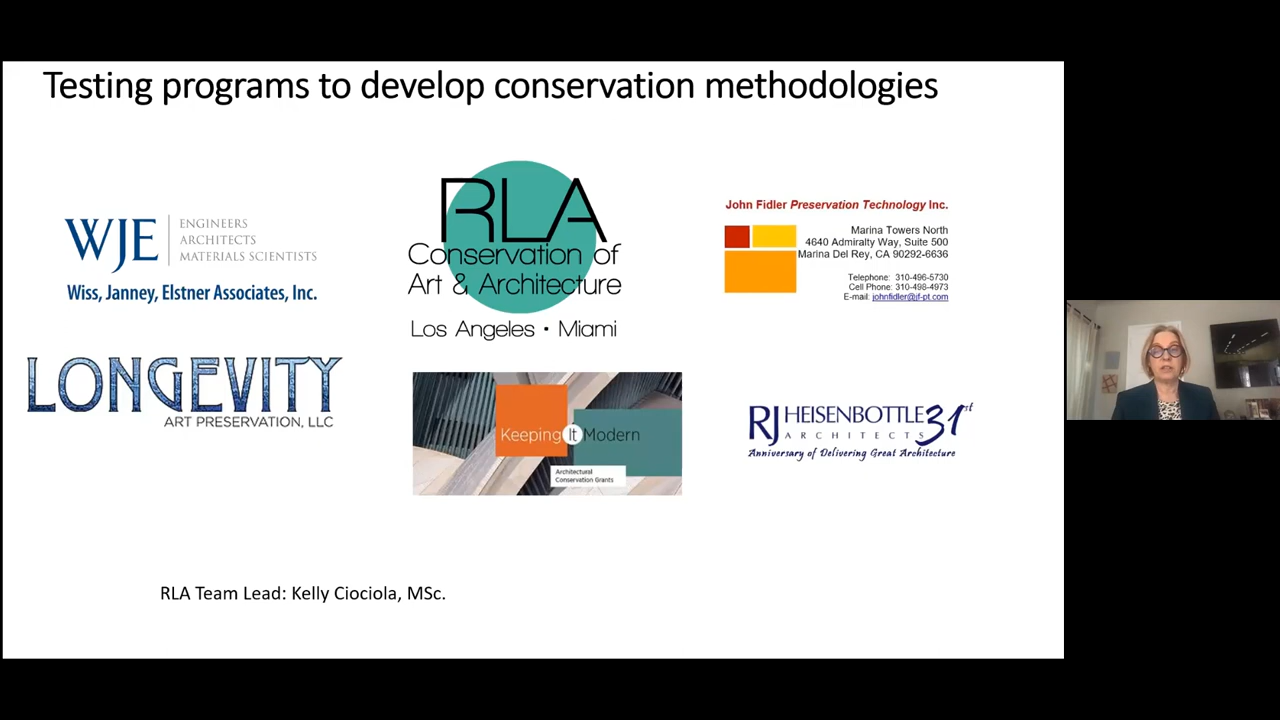 Testing programs to develop conservation methodologies
WJE
ENGINEERS
ARCHITECTS
MATERIALS SCIENTISTS
Wiss, Janney, Elstner Associates, Inc.
RLA
Conservation of
Art & Architecture
Los Angeles • Miami
John Fidler Preservation Technology Inc.
Marina Towers North
4640 Admiralty Way, Suite 500
Marina Del Rey, CA 90292-6636
Telephone: 310-496-5730
Cell Phone: 310-498-4973
E-mail: johnfidler@jf-pt.com
LONGEVITY
ART PRESERVATION, LLC
Keeping It Modern
Architectural
Conservation Grants
RJ HEISENBOTTLE 31st
ARCHITECTS
Anniversary of Delivering Great Architecture
RLA Team Lead: Kelly Ciociola, MSc.